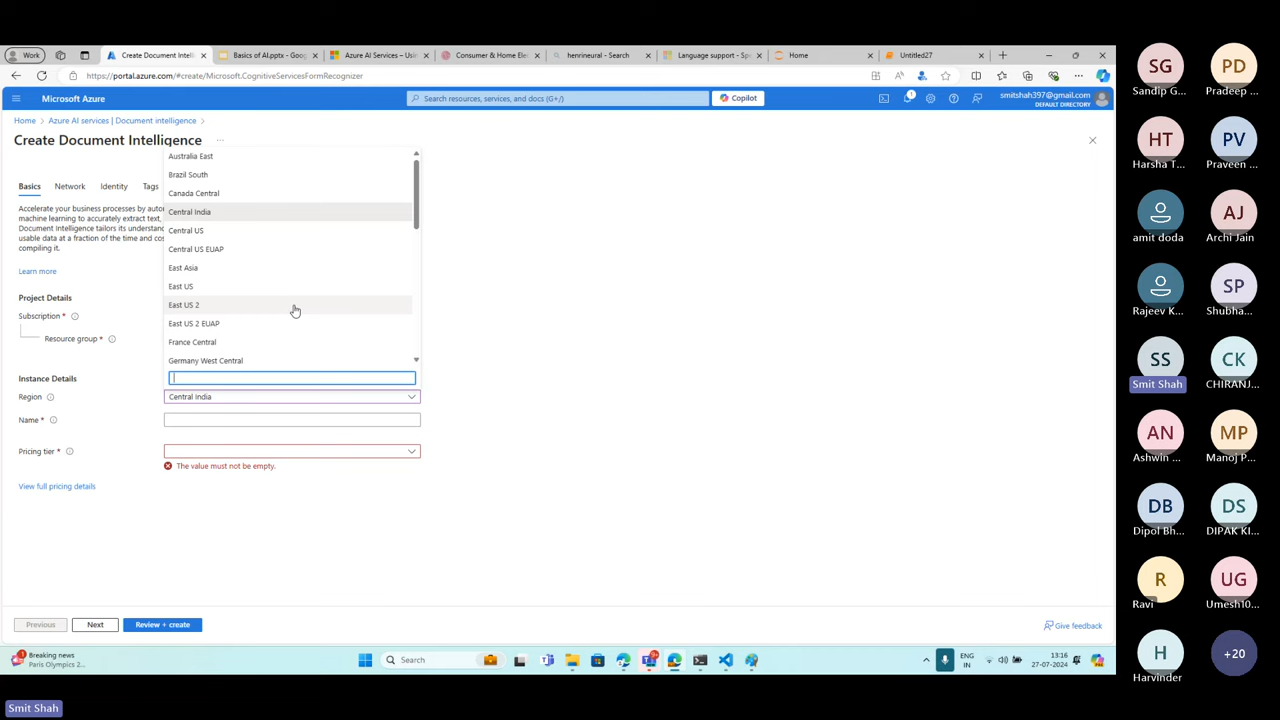 Work
Create Document Intelli
Basics of AI.pptx - Goog
Azure AI Services – Usin
Consumer & Home Ele
henrineural - Search
Language support - Spe
Home
Untitled27
https://portal.azure.com/#create/Microsoft.CognitiveServicesFormRecognizer
Microsoft Azure
Search resources, services, and docs (G+/)
Copilot
1
smitshah397@gmail.com
DEFAULT DIRECTORY
Home > Azure AI services | Document intelligence >
Create Document Intelligence ...
Basics
Network
Identity
Tags
Accelerate your business processes by auto
machine learning to accurately extract text,
Document Intelligence tailors its understand
usable data at a fraction of the time and cos
compiling it.
Learn more
Project Details
Subscription *
Resource group *
Australia East
Brazil South
Canada Central
Central India
Central US
Central US EUAP
East Asia
East US
East US 2
East US 2 EUAP
France Central
Germany West Central
Instance Details
Region
Central India
Name *
Pricing tier *
The value must not be empty.
View full pricing details
Previous
Next
Review + create
Give feedback
Breaking news
Paris Olympics 2...
Search
ENG
IN
13:16
27-07-2024
SG
Sandip G...
PD
Pradeep ...
HT
Harsha T...
PV
Praveen ...
amit doda
AJ
Archi Jain
Rajeev K...
SP
Shubha...
SS
Smit Shah
CK
CHIRANJ...
AN
Ashwin ...
MP
Manoj P...
DB
Dipol Bh...
DS
DIPAK KI...
R
Ravi
UG
Umesh10...
H
Harvinder
+20
Smit Shah